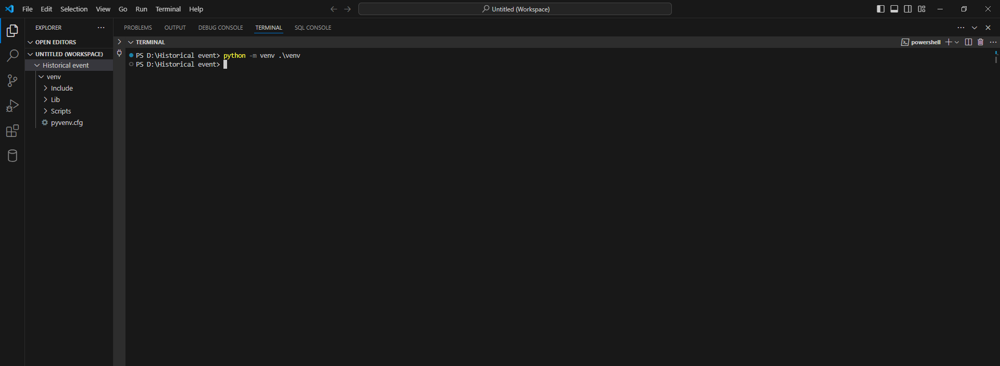 File Edit Selection View Go Run Terminal Help
Untitled (Workspace)
EXPLORER
PROBLEMS OUTPUT DEBUG CONSOLE TERMINAL SQL CONSOLE
OPEN EDITORS
UNTITLED (WORKSPACE)
Historical event
venv
Include
Lib
Scripts
pyvenv.cfg
TERMINAL
powershell
PS D:\Historical event> python -m venv .\venv
PS D:\Historical event>